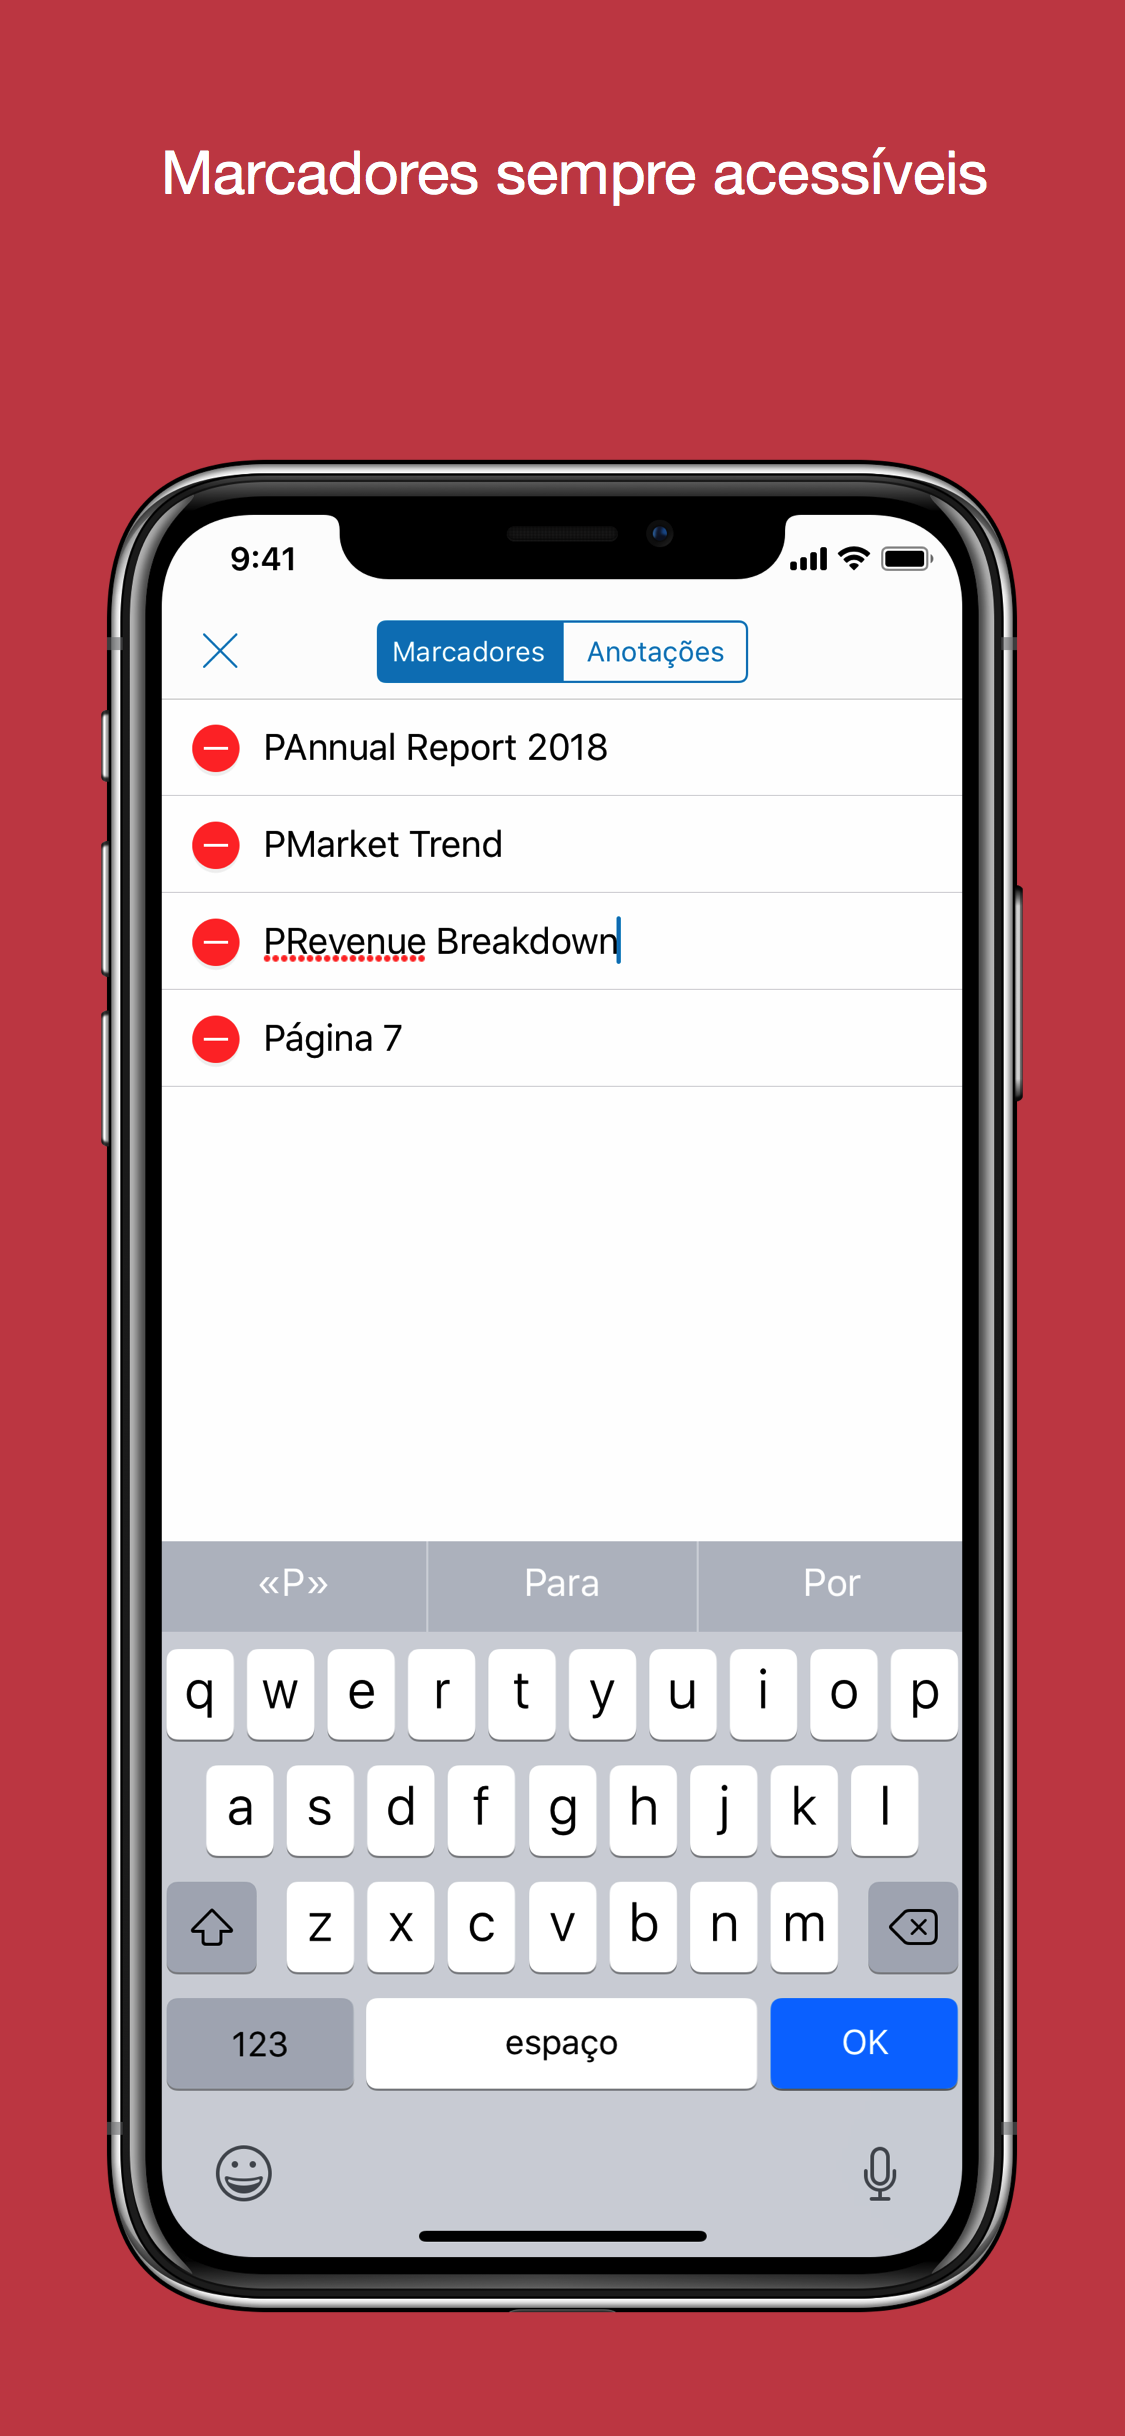 Marcadores sempre acessíveis
9:41
Marcadores Anotações
PAnnual Report 2018
PMarket Trend
PRevenue Breakdown
Página 7
«P» Para Por
q w e r t y u i o p
a s d f g h j k l
z x c v b n m
123 espaço OK